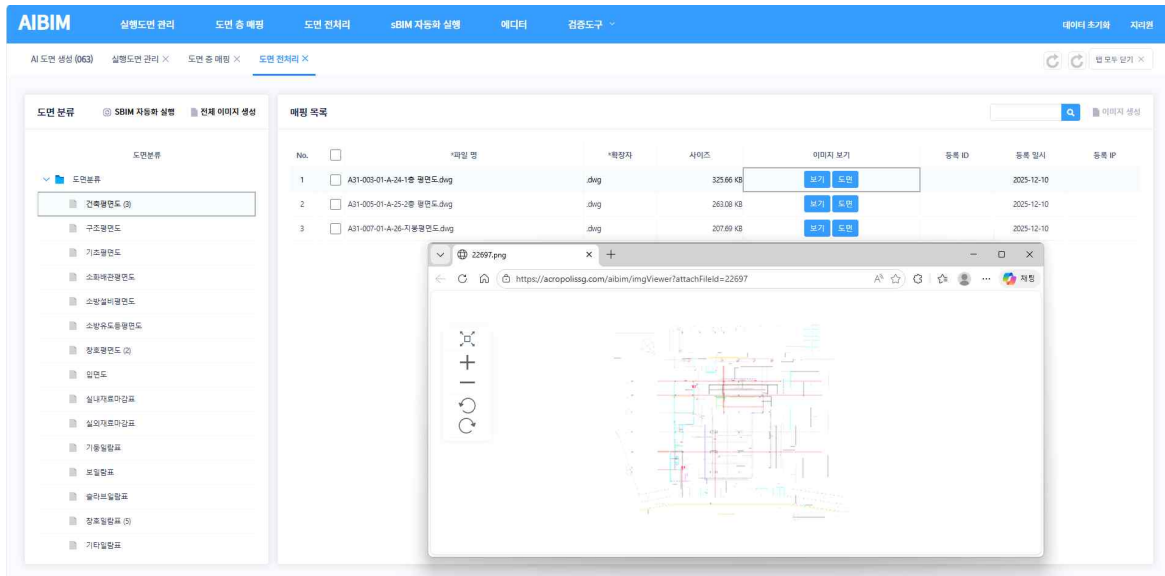 AIBIM 실행도면 관리 도면 층 매핑 도면 전처리 sBIM 자동화 실행 에디터 검증도구 데이터 초기화 지리원
AI 도면 생성 (063) 실행도면 관리 × 도면 층 매핑 × 도면 전처리 × 탭 모두 닫기 ×
도면 분류 SBIM 자동화 실행 전체 이미지 생성 매핑 목록 이미지 생성
도면분류 No. *파일 명 *확장자 사이즈 이미지 보기 등록 ID 등록 일시 등록 IP
도면분류 1 A31-003-01-A-24-1층 평면도.dwg .dwg 325.66 KB 보기 도면 2025-12-10
건축평면도 (3) 2 A31-005-01-A-25-2층 평면도.dwg .dwg 263.08 KB 보기 도면 2025-12-10
구조평면도 3 A31-007-01-A-26-지붕평면도.dwg .dwg 207.69 KB 보기 도면 2025-12-10
기초평면도
소화배관평면도
소방설비평면도
소방유도등평면도
창호평면도 (2)
입면도
실내재료마감표
실외재료마감표
기둥일람표
보일람표
슬라브일람표
창호일람표 (5)
기타일람표
22697.png × +
https://acropolissg.com/aibim/imgViewer?attachFileId=22697 채팅